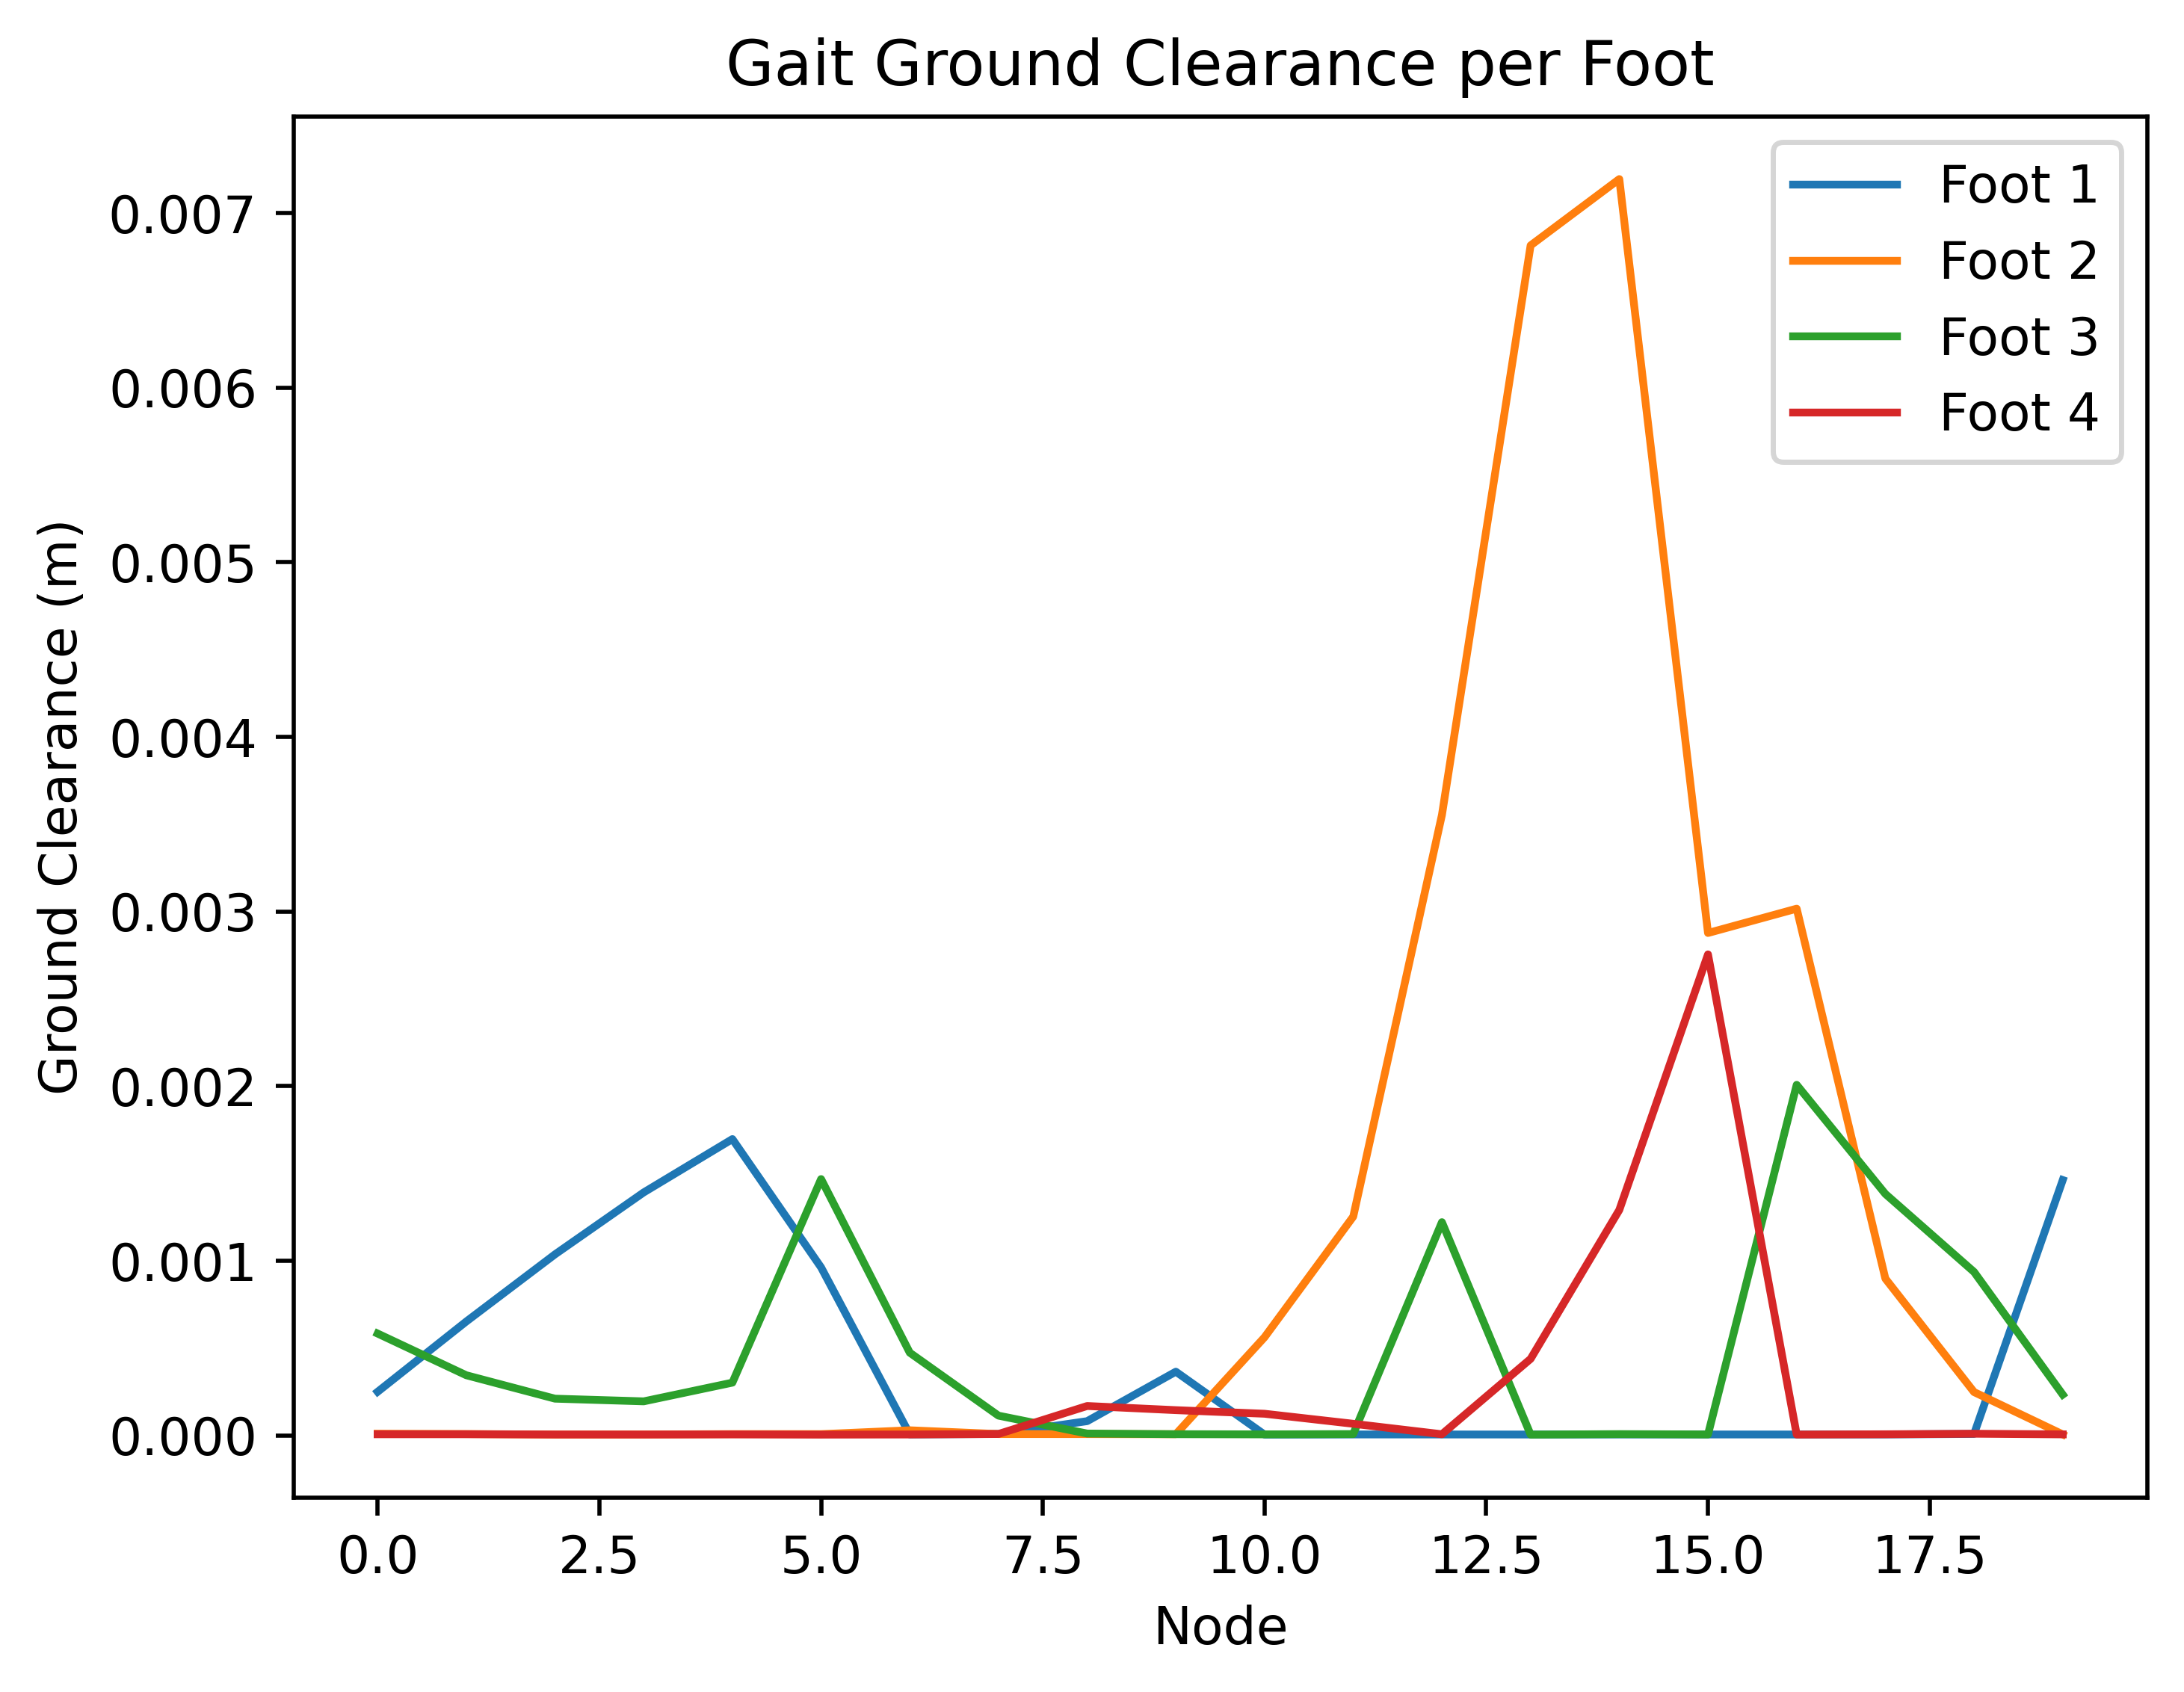 Gait Ground Clearance per Foot
Foot 1
Foot 2
Foot 3
Foot 4
0.007
0.006
0.005
0.004
0.003
0.002
0.001
0.000
Ground Clearance (m)
0.0 2.5 5.0 7.5 10.0 12.5 15.0 17.5
Node